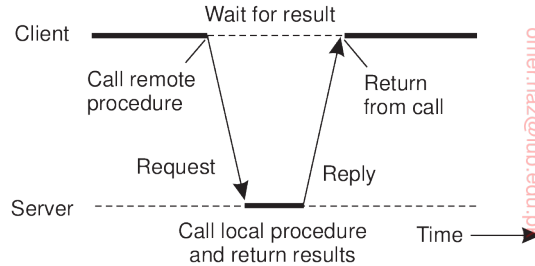 Wait for result
Client
Call remote
procedure
Return
from call
Request
Reply
Server
Call local procedure
and return results
Time